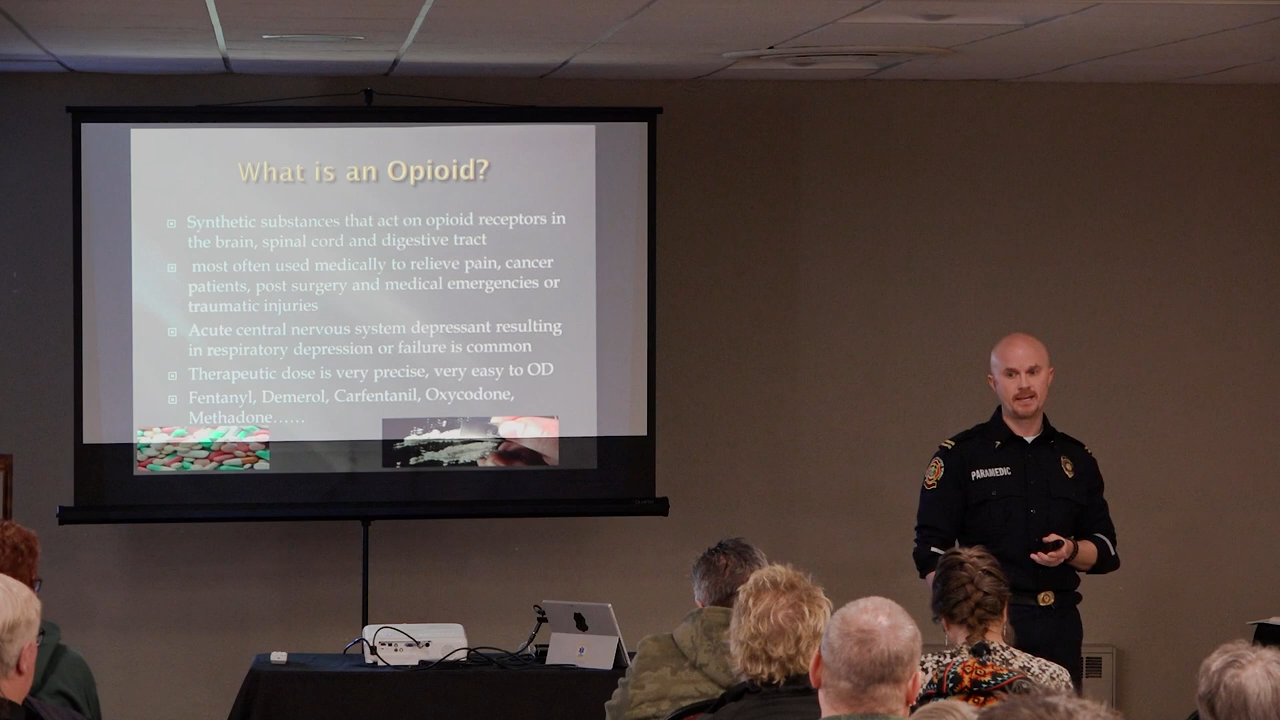 What is an Opioid?
Synthetic substances that act on opioid receptors in
the brain, spinal cord and digestive tract
most often used medically to relieve pain, cancer
patients, post surgery and medical emergencies or
traumatic injuries
Acute central nervous system depressant resulting
in respiratory depression or failure is common
Therapeutic dose is very precise, very easy to OD
Fentanyl, Demerol, Carfentanil, Oxycodone,
Methadone……
PARAMEDIC